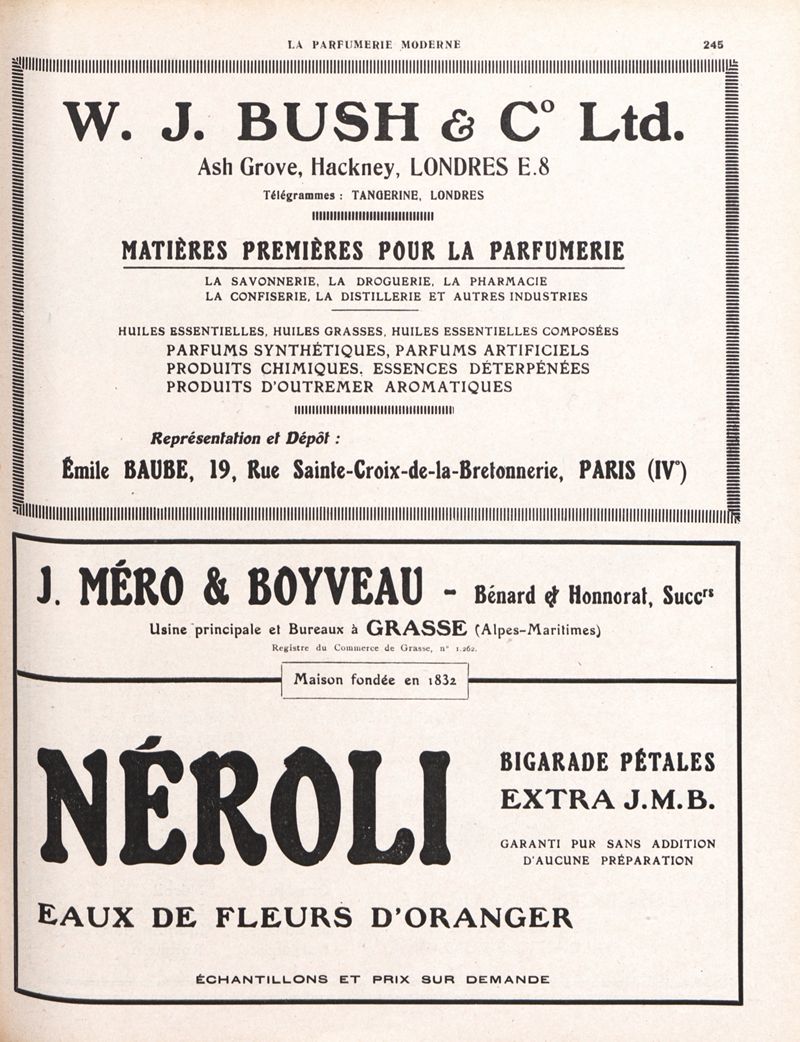 LA PARFUMERIE MODERNE
245
W. J. BUSH & Cº Ltd.
Ash Grove, Hackney, LONDRES E.8
Télégrammes : TANGERINE, LONDRES
MATIÈRES PREMIÈRES POUR LA PARFUMERIE
LA SAVONNERIE, LA DROGUERIE, LA PHARMACIE
LA CONFISERIE, LA DISTILLERIE ET AUTRES INDUSTRIES
HUILES ESSENTIELLES, HUILES GRASSES, HUILES ESSENTIELLES COMPOSÉES
PARFUMS SYNTHÉTIQUES, PARFUMS ARTIFICIELS
PRODUITS CHIMIQUES, ESSENCES DÉTERPÉNÉES
PRODUITS D'OUTREMER AROMATIQUES
Représentation et Dépôt :
Émile BAUBE, 19, Rue Sainte-Croix-de-la-Bretonnerie, PARIS (IVᵉ)
J. MÉRO & BOYVEAU - Bénard & Honnorat, Succʳˢ
Usine principale et Bureaux à GRASSE (Alpes-Maritimes)
Registre du Commerce de Grasse, nº 1.262.
Maison fondée en 1832
NÉROLI
BIGARADE PÉTALES
EXTRA J.M.B.
GARANTI PUR SANS ADDITION
D'AUCUNE PRÉPARATION
EAUX DE FLEURS D'ORANGER
ÉCHANTILLONS ET PRIX SUR DEMANDE